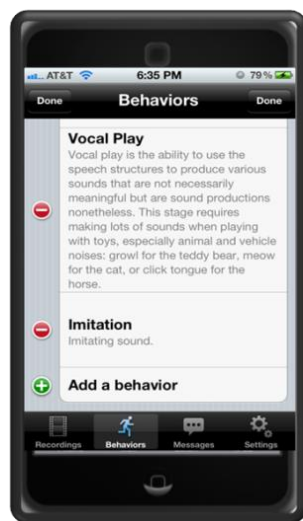 AT&T 6:35 PM 79%
Done Behaviors Done
Vocal Play
Vocal play is the ability to use the
speech structures to produce various
sounds that are not necessarily
meaningful but are sound productions
nonetheless. This stage requires
making lots of sounds when playing
with toys, especially animal and vehicle
noises: growl for the teddy bear, meow
for the cat, or click tongue for the
horse.
Imitation
Imitating sound.
Add a behavior
Recordings Behaviors Messages Settings